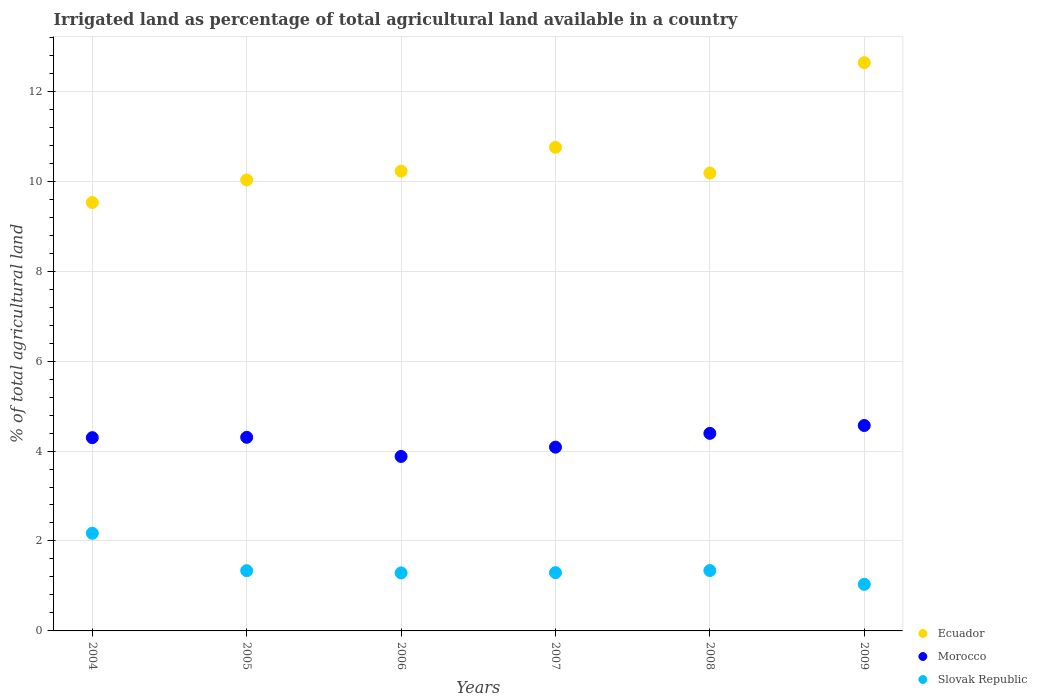 Irrigated land as percentage of total agricultural land available in a country
% of total agricultural land
12
10
8
6
4
2
0
2004
2005
2006
2007
2008
2009
Years
Ecuador
Morocco
Slovak Republic